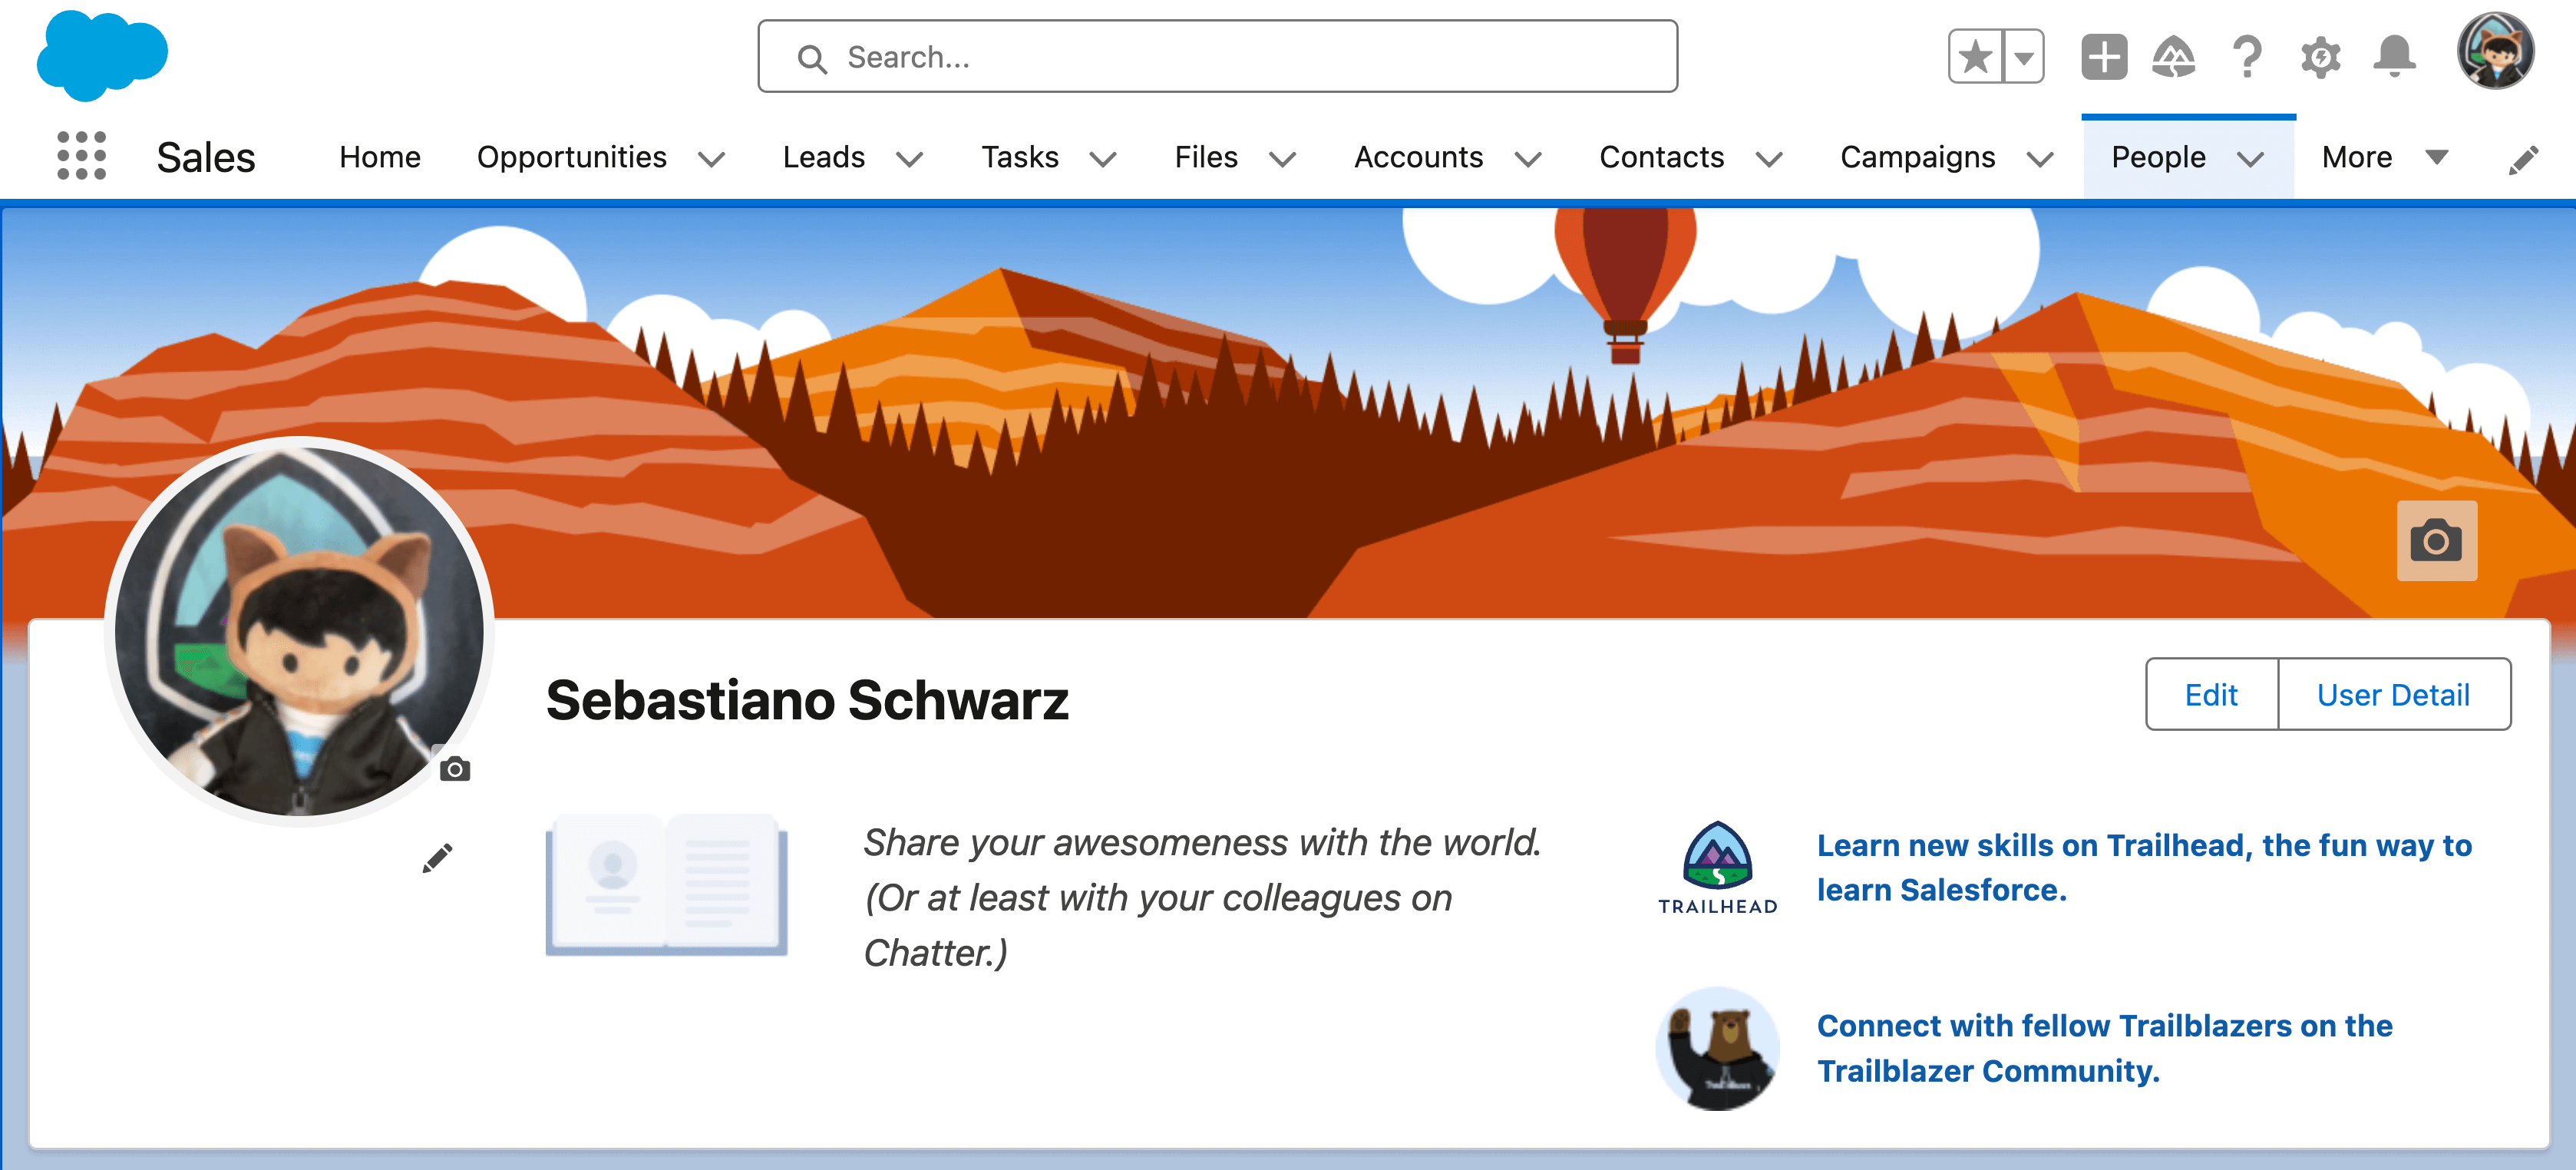 Search...
Sales
Home
Opportunities
Leads
Tasks
Files
Accounts
Contacts
Campaigns
People
More
Sebastiano Schwarz
Edit
User Detail
Share your awesomeness with the world.
(Or at least with your colleagues on
Chatter.)
TRAILHEAD
Learn new skills on Trailhead, the fun way to
learn Salesforce.
Connect with fellow Trailblazers on the
Trailblazer Community.